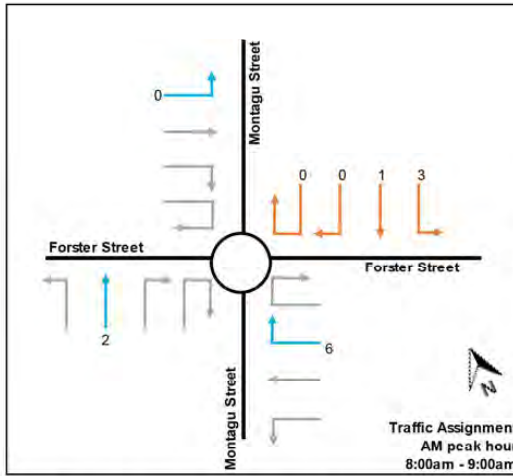 Montagu Street
0
0 0 1 3
Forster Street
Forster Street
2
6
Montagu Street
N
Traffic Assignment
AM peak hour
8:00am - 9:00am